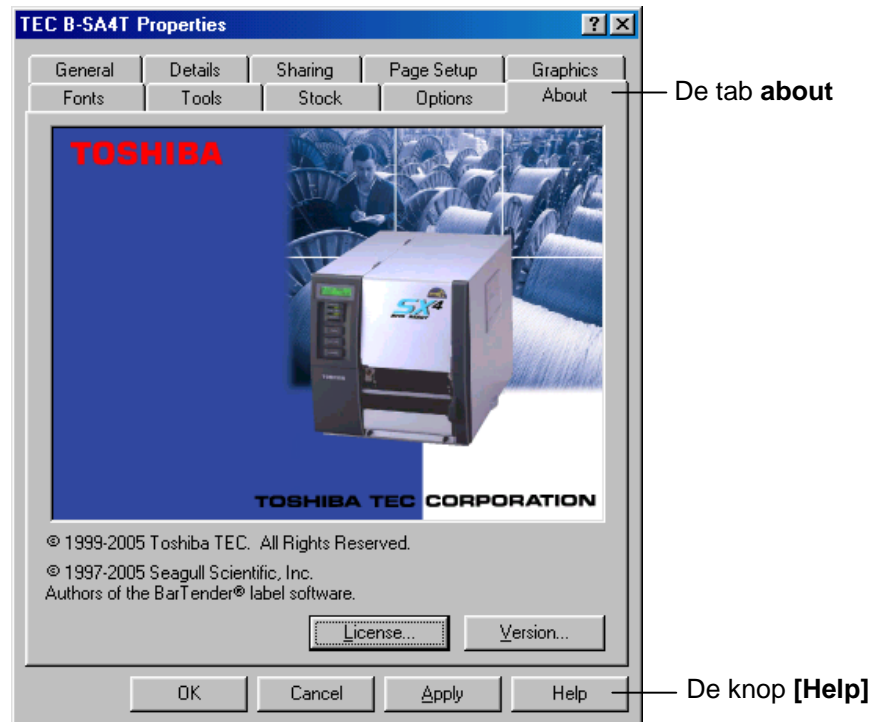 TEC B-SA4T Properties
General Details Sharing Page Setup Graphics
Fonts Tools Stock Options About
De tab about
TOSHIBA
SX4
TOSHIBA TEC CORPORATION
© 1999-2005 Toshiba TEC. All Rights Reserved.
© 1997-2005 Seagull Scientific, Inc.
Authors of the BarTender® label software.
License... Version...
OK Cancel Apply Help
De knop [Help]